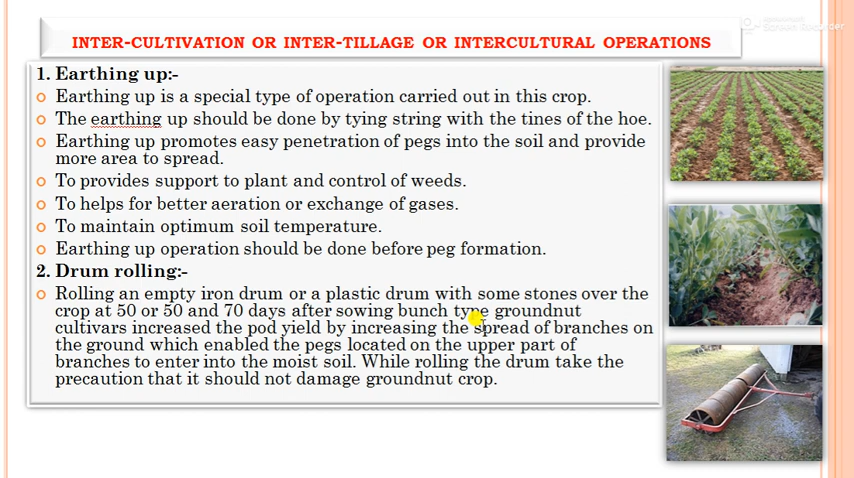 INTER-CULTIVATION OR INTER-TILLAGE OR INTERCULTURAL OPERATIONS
Screen Recorder
1. Earthing up:-
o Earthing up is a special type of operation carried out in this crop.
o The earthing up should be done by tying string with the tines of the hoe.
o Earthing up promotes easy penetration of pegs into the soil and provide
more area to spread.
o To provides support to plant and control of weeds.
o To helps for better aeration or exchange of gases.
o To maintain optimum soil temperature.
o Earthing up operation should be done before peg formation.
2. Drum rolling:-
o Rolling an empty iron drum or a plastic drum with some stones over the
crop at 50 or 50 and 70 days after sowing bunch type groundnut
cultivars increased the pod yield by increasing the spread of branches on
the ground which enabled the pegs located on the upper part of
branches to enter into the moist soil. While rolling the drum take the
precaution that it should not damage groundnut crop.